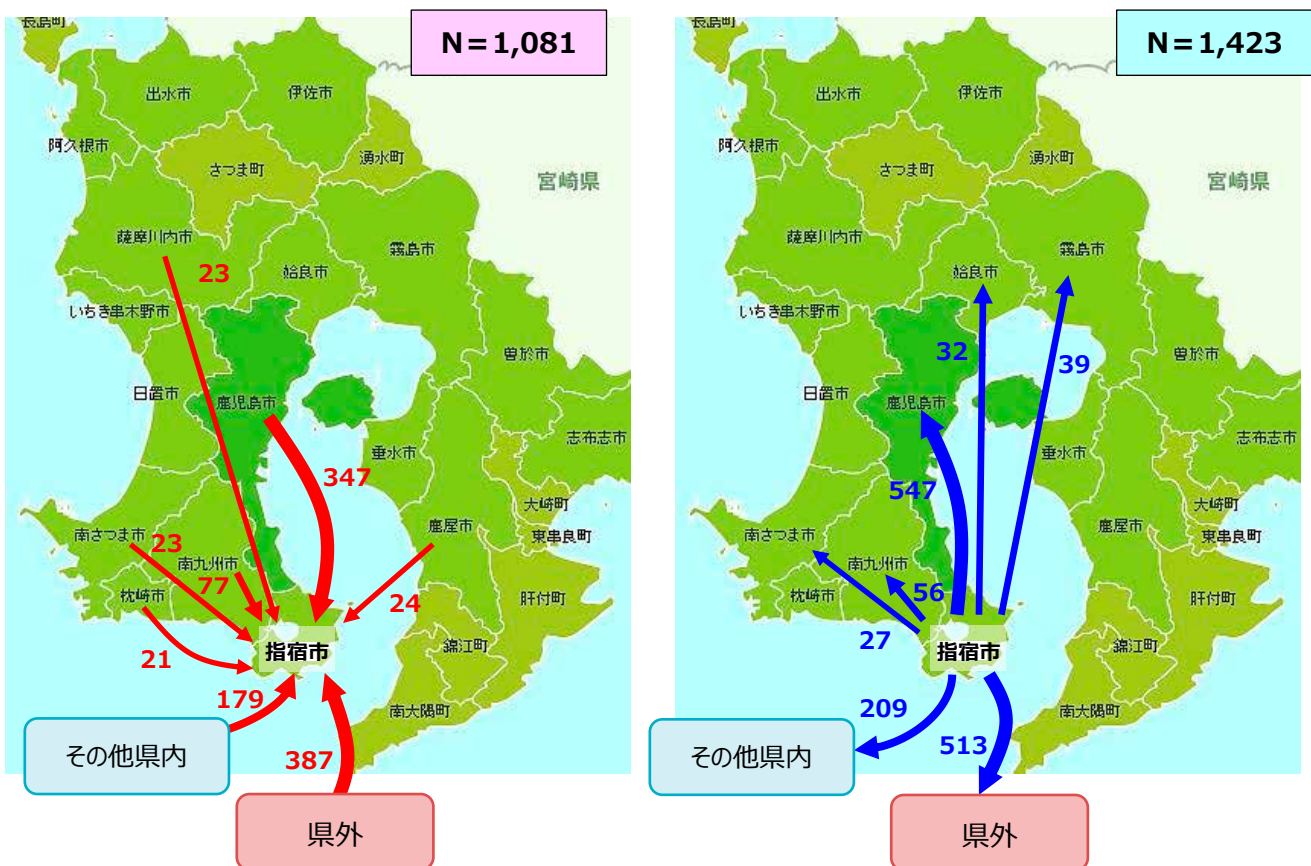 長島町
N=1,081
出水市
伊佐市
阿久根市
さつま町
湧水町
宮崎県
薩摩川内市
23
霧島市
姶良市
いちき串木野市
曽於市
日置市
鹿児島市
志布志市
垂水市
347
大崎町
鹿屋市
南さつま市
23
東串良町
南九州市
77
枕崎市
24
肝付町
指宿市
錦江町
21
179
南大隅町
その他県内
387
県外
長島町
N=1,423
出水市
伊佐市
阿久根市
さつま町
湧水町
宮崎県
薩摩川内市
霧島市
姶良市
いちき串木野市
32
39
曽於市
日置市
鹿児島市
志布志市
垂水市
547
大崎町
鹿屋市
南さつま市
東串良町
南九州市
56
枕崎市
肝付町
27
指宿市
錦江町
209
南大隅町
その他県内
513
県外